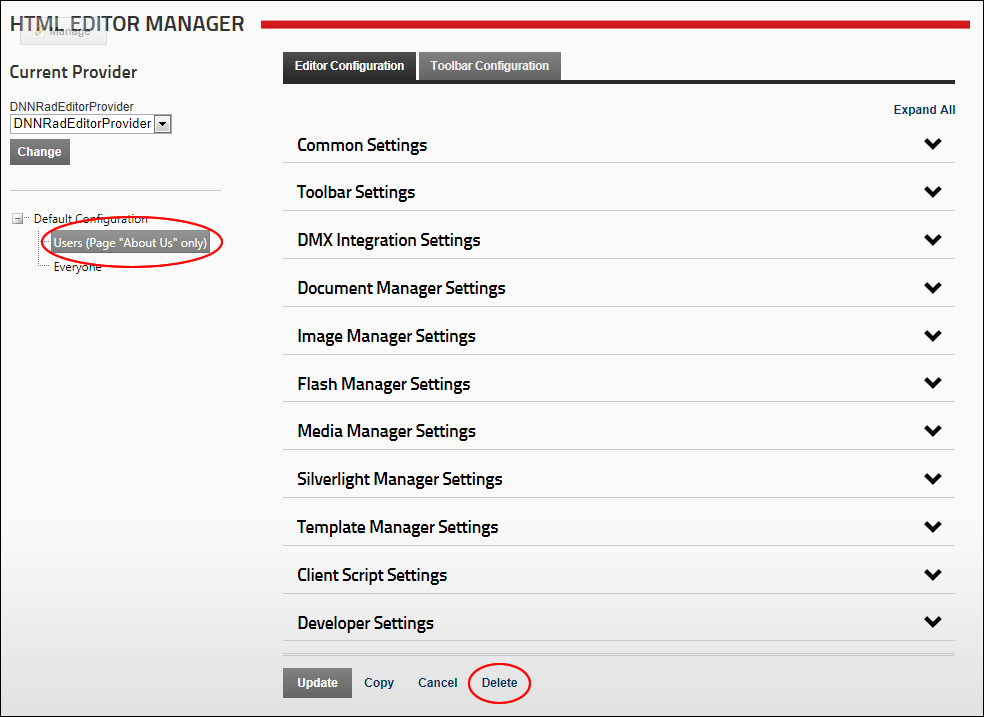 HTML EDITOR MANAGER
Manage
Current Provider
DNNRadEditorProvider
DNNRadEditorProvider
Change
Default Configuration
Users (Page "About Us" only)
Everyone
Editor Configuration
Toolbar Configuration
Expand All
Common Settings
Toolbar Settings
DMX Integration Settings
Document Manager Settings
Image Manager Settings
Flash Manager Settings
Media Manager Settings
Silverlight Manager Settings
Template Manager Settings
Client Script Settings
Developer Settings
Update Copy Cancel Delete